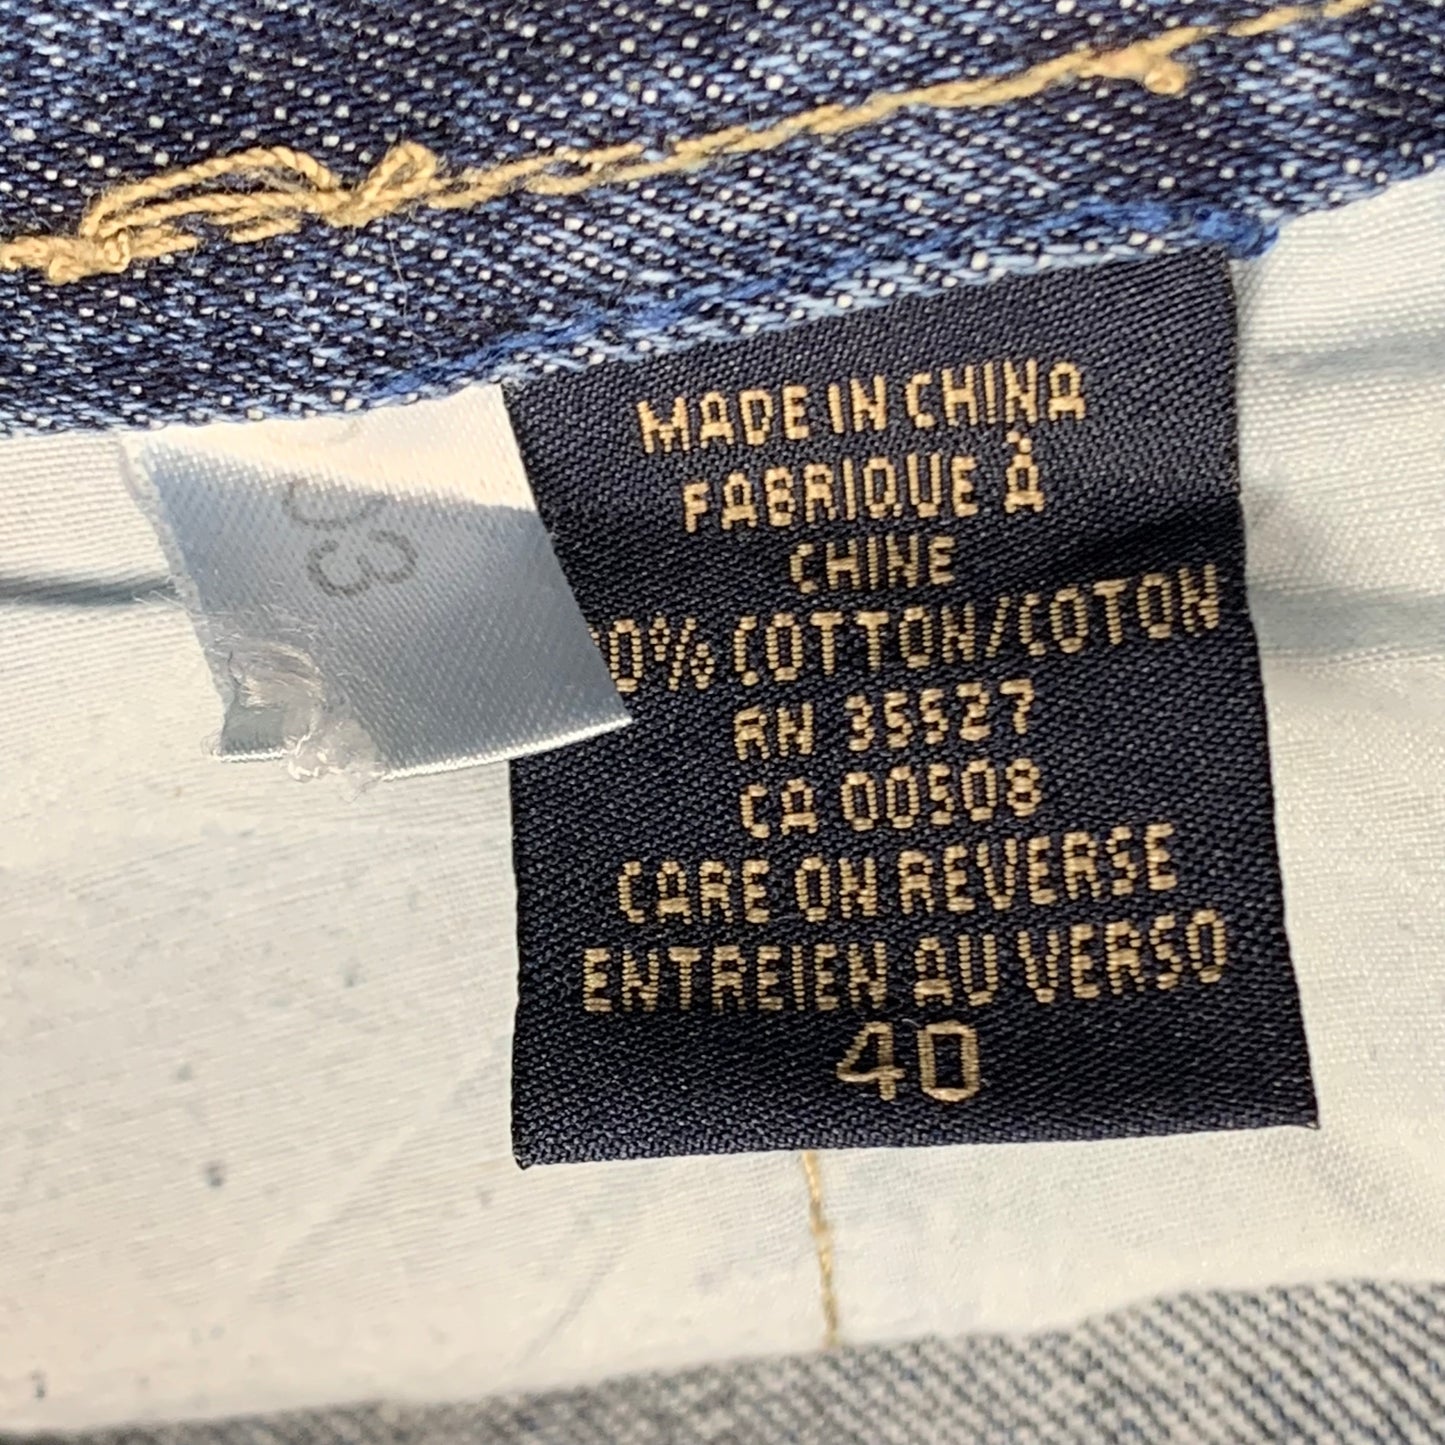 MADE IN CHINA
FABRIQUE À
CHINE
0% COTTON/COTON
RN 35527
CA 00508
CARE ON REVERSE
ENTREIEN AU VERSO
40